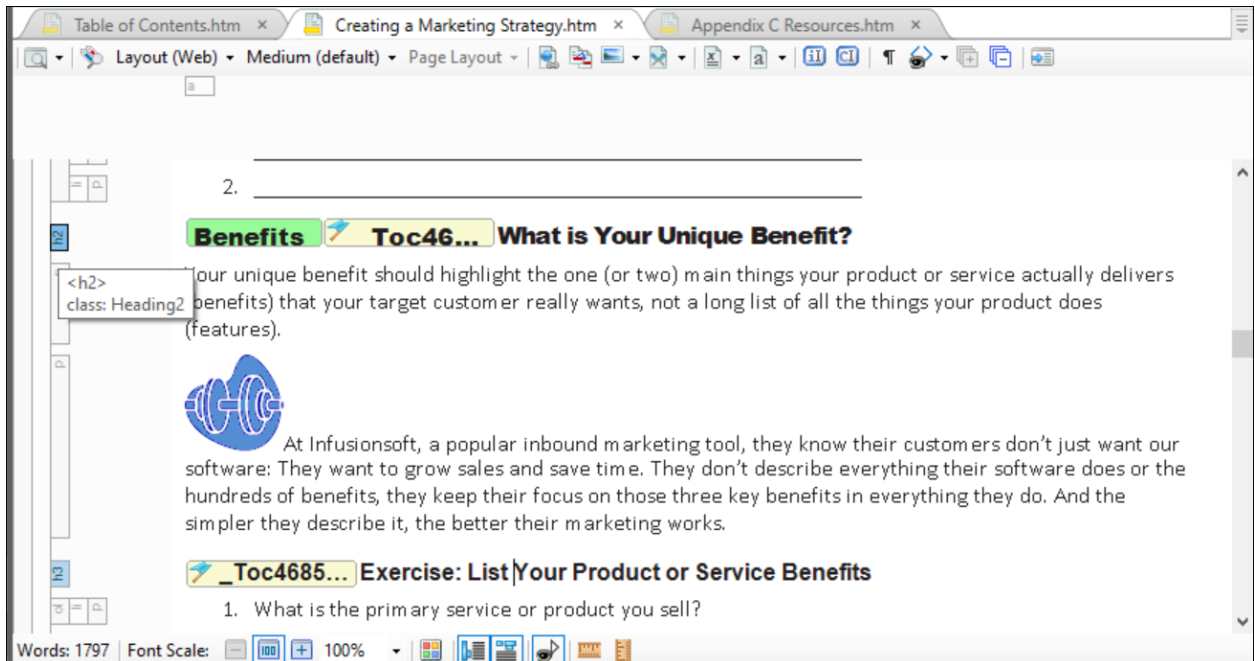 Table of Contents.htm × Creating a Marketing Strategy.htm × Appendix C Resources.htm ×
Layout (Web) Medium (default) Page Layout
a
2.
h2 Benefits Toc46... What is Your Unique Benefit?
Your unique benefit should highlight the one (or two) main things your product or service actually delivers
<h2>
benefits) that your target customer really wants, not a long list of all the things your product does
class: Heading2
(features).
p
At Infusionsoft, a popular inbound marketing tool, they know their customers don't just want our
software: They want to grow sales and save time. They don't describe everything their software does or the
hundreds of benefits, they keep their focus on those three key benefits in everything they do. And the
simpler they describe it, the better their marketing works.
h3 _Toc4685... Exercise: List Your Product or Service Benefits
1. What is the primary service or product you sell?
Words: 1797 Font Scale: 100%